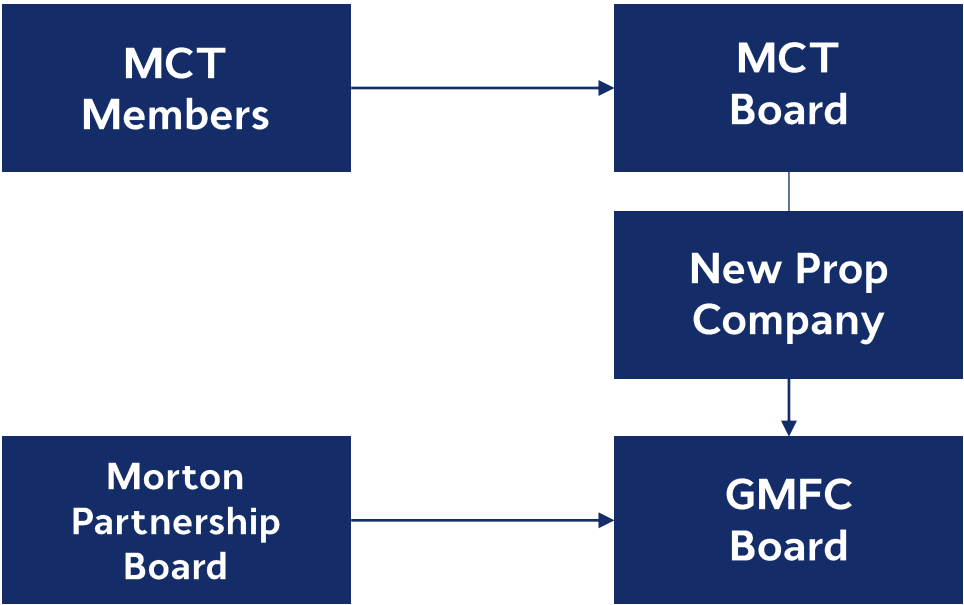 MCT
Members
MCT
Board
New Prop
Company
Morton
Partnership
Board
GMFC
Board